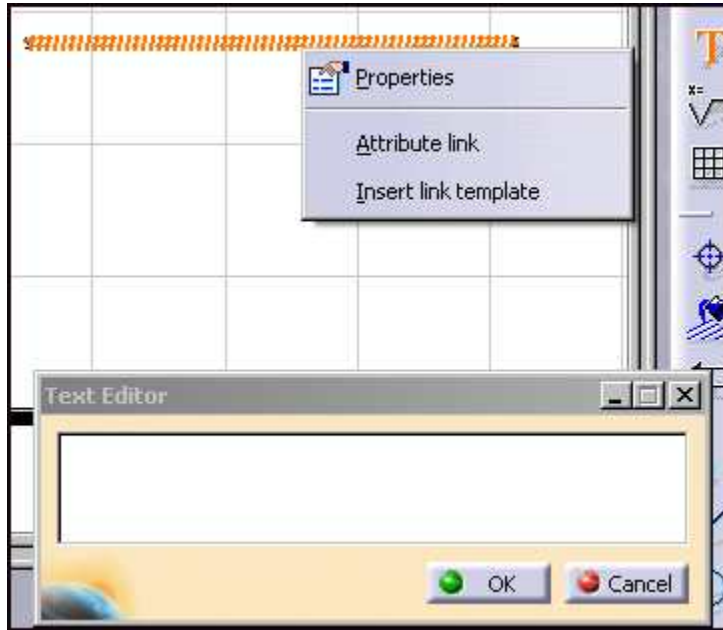 Properties
Attribute link
Insert link template
Text Editor
OK
Cancel